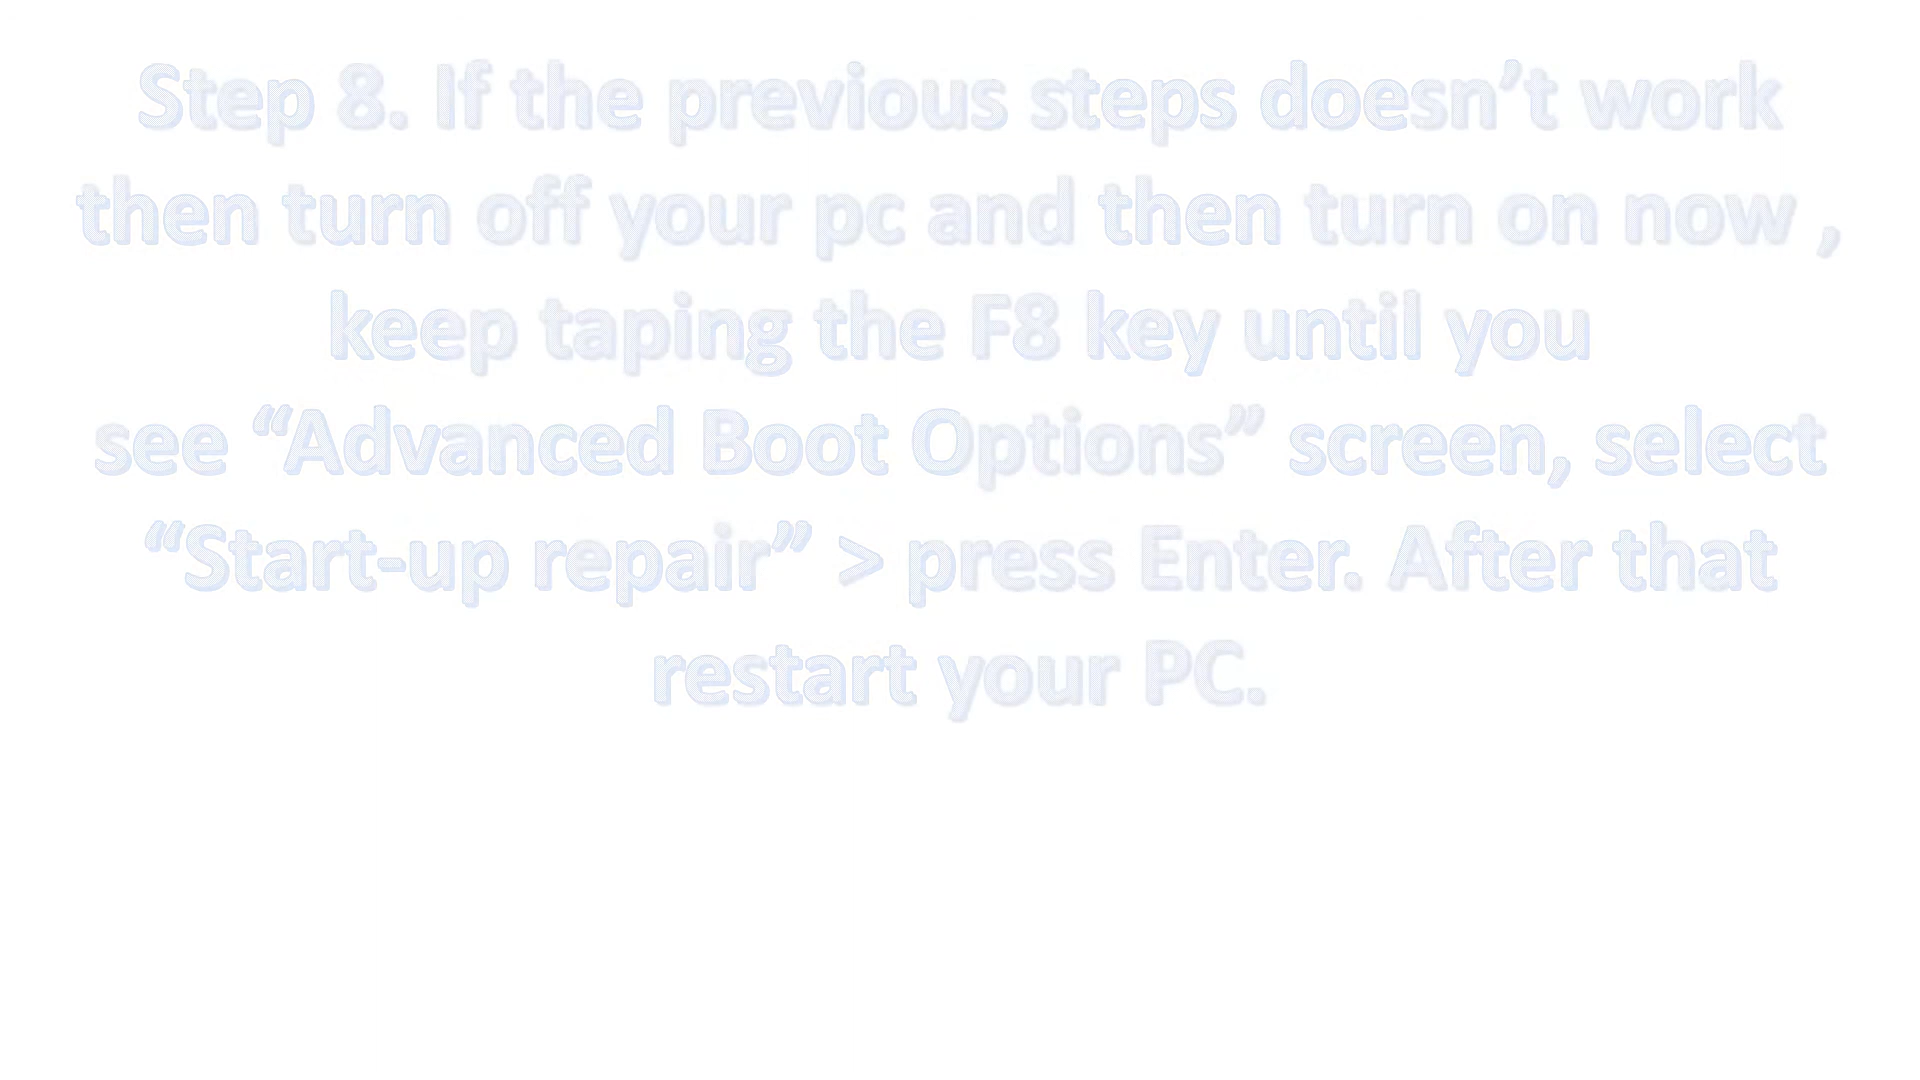 Step 8. If the previous steps doesn’t work
then turn off your pc and then turn on now ,
keep taping the F8 key until you
see “Advanced Boot Options” screen, select
“Start-up repair” > press Enter. After that
restart your PC.